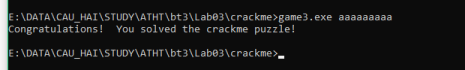 E:\DATA\CAU_HAI\STUDY\ATHT\bt3\Lab03\crackme>game3.exe aaaaaaaaa
Congratulations!  You solved the crackme puzzle!
E:\DATA\CAU_HAI\STUDY\ATHT\bt3\Lab03\crackme>